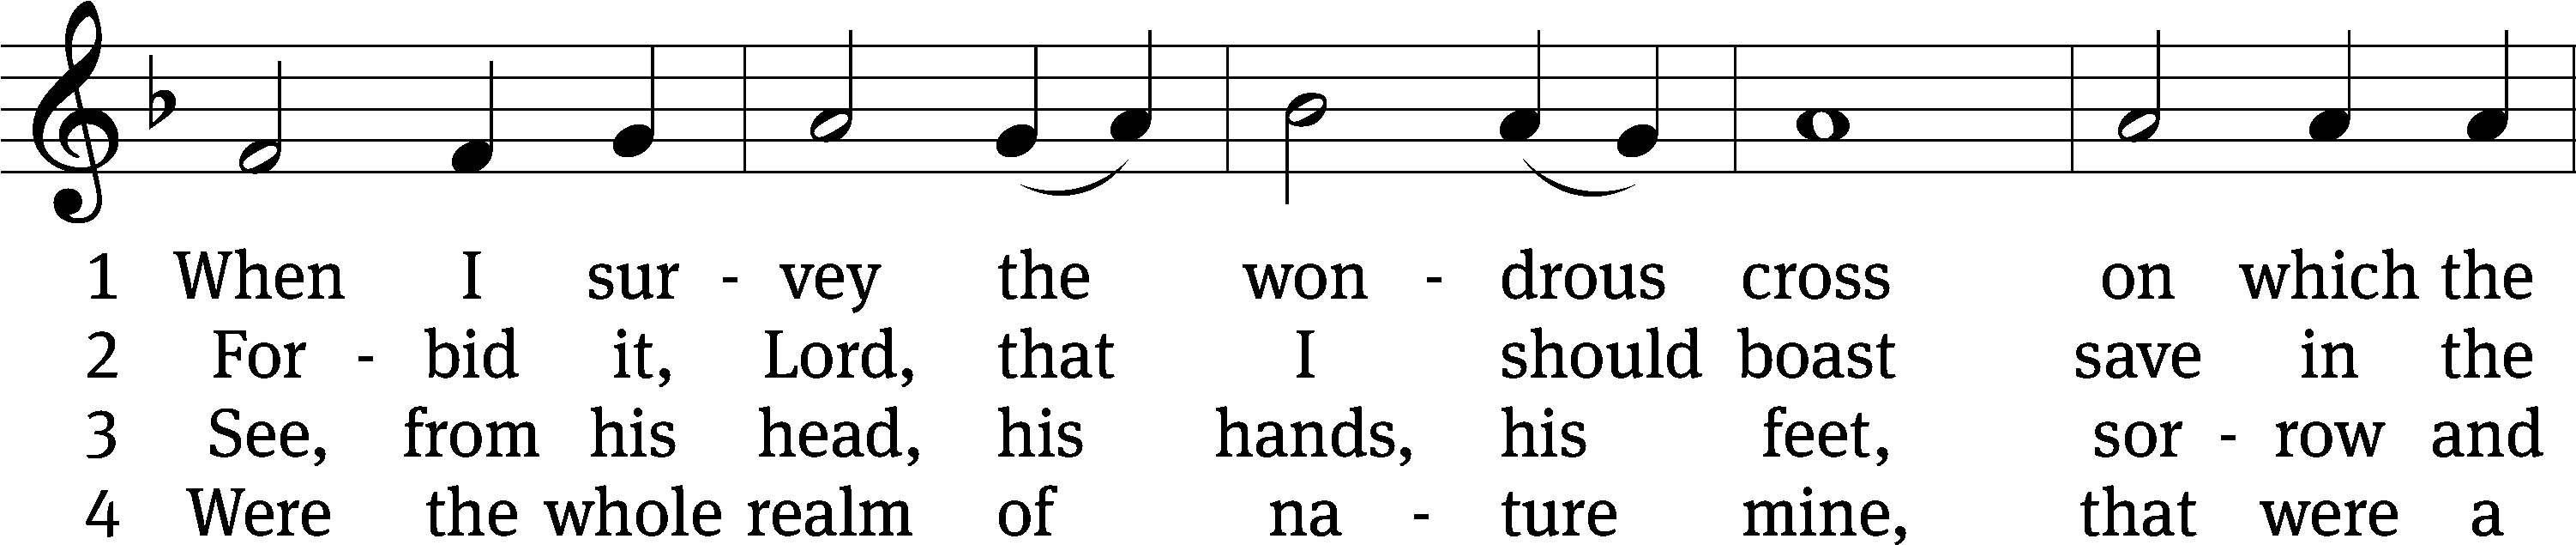 1 When I sur - vey the won - drous cross on which the
2 For - bid it, Lord, that I should boast save in the
3 See, from his head, his hands, his feet, sor - row and
4 Were the whole realm of na - ture mine, that were a